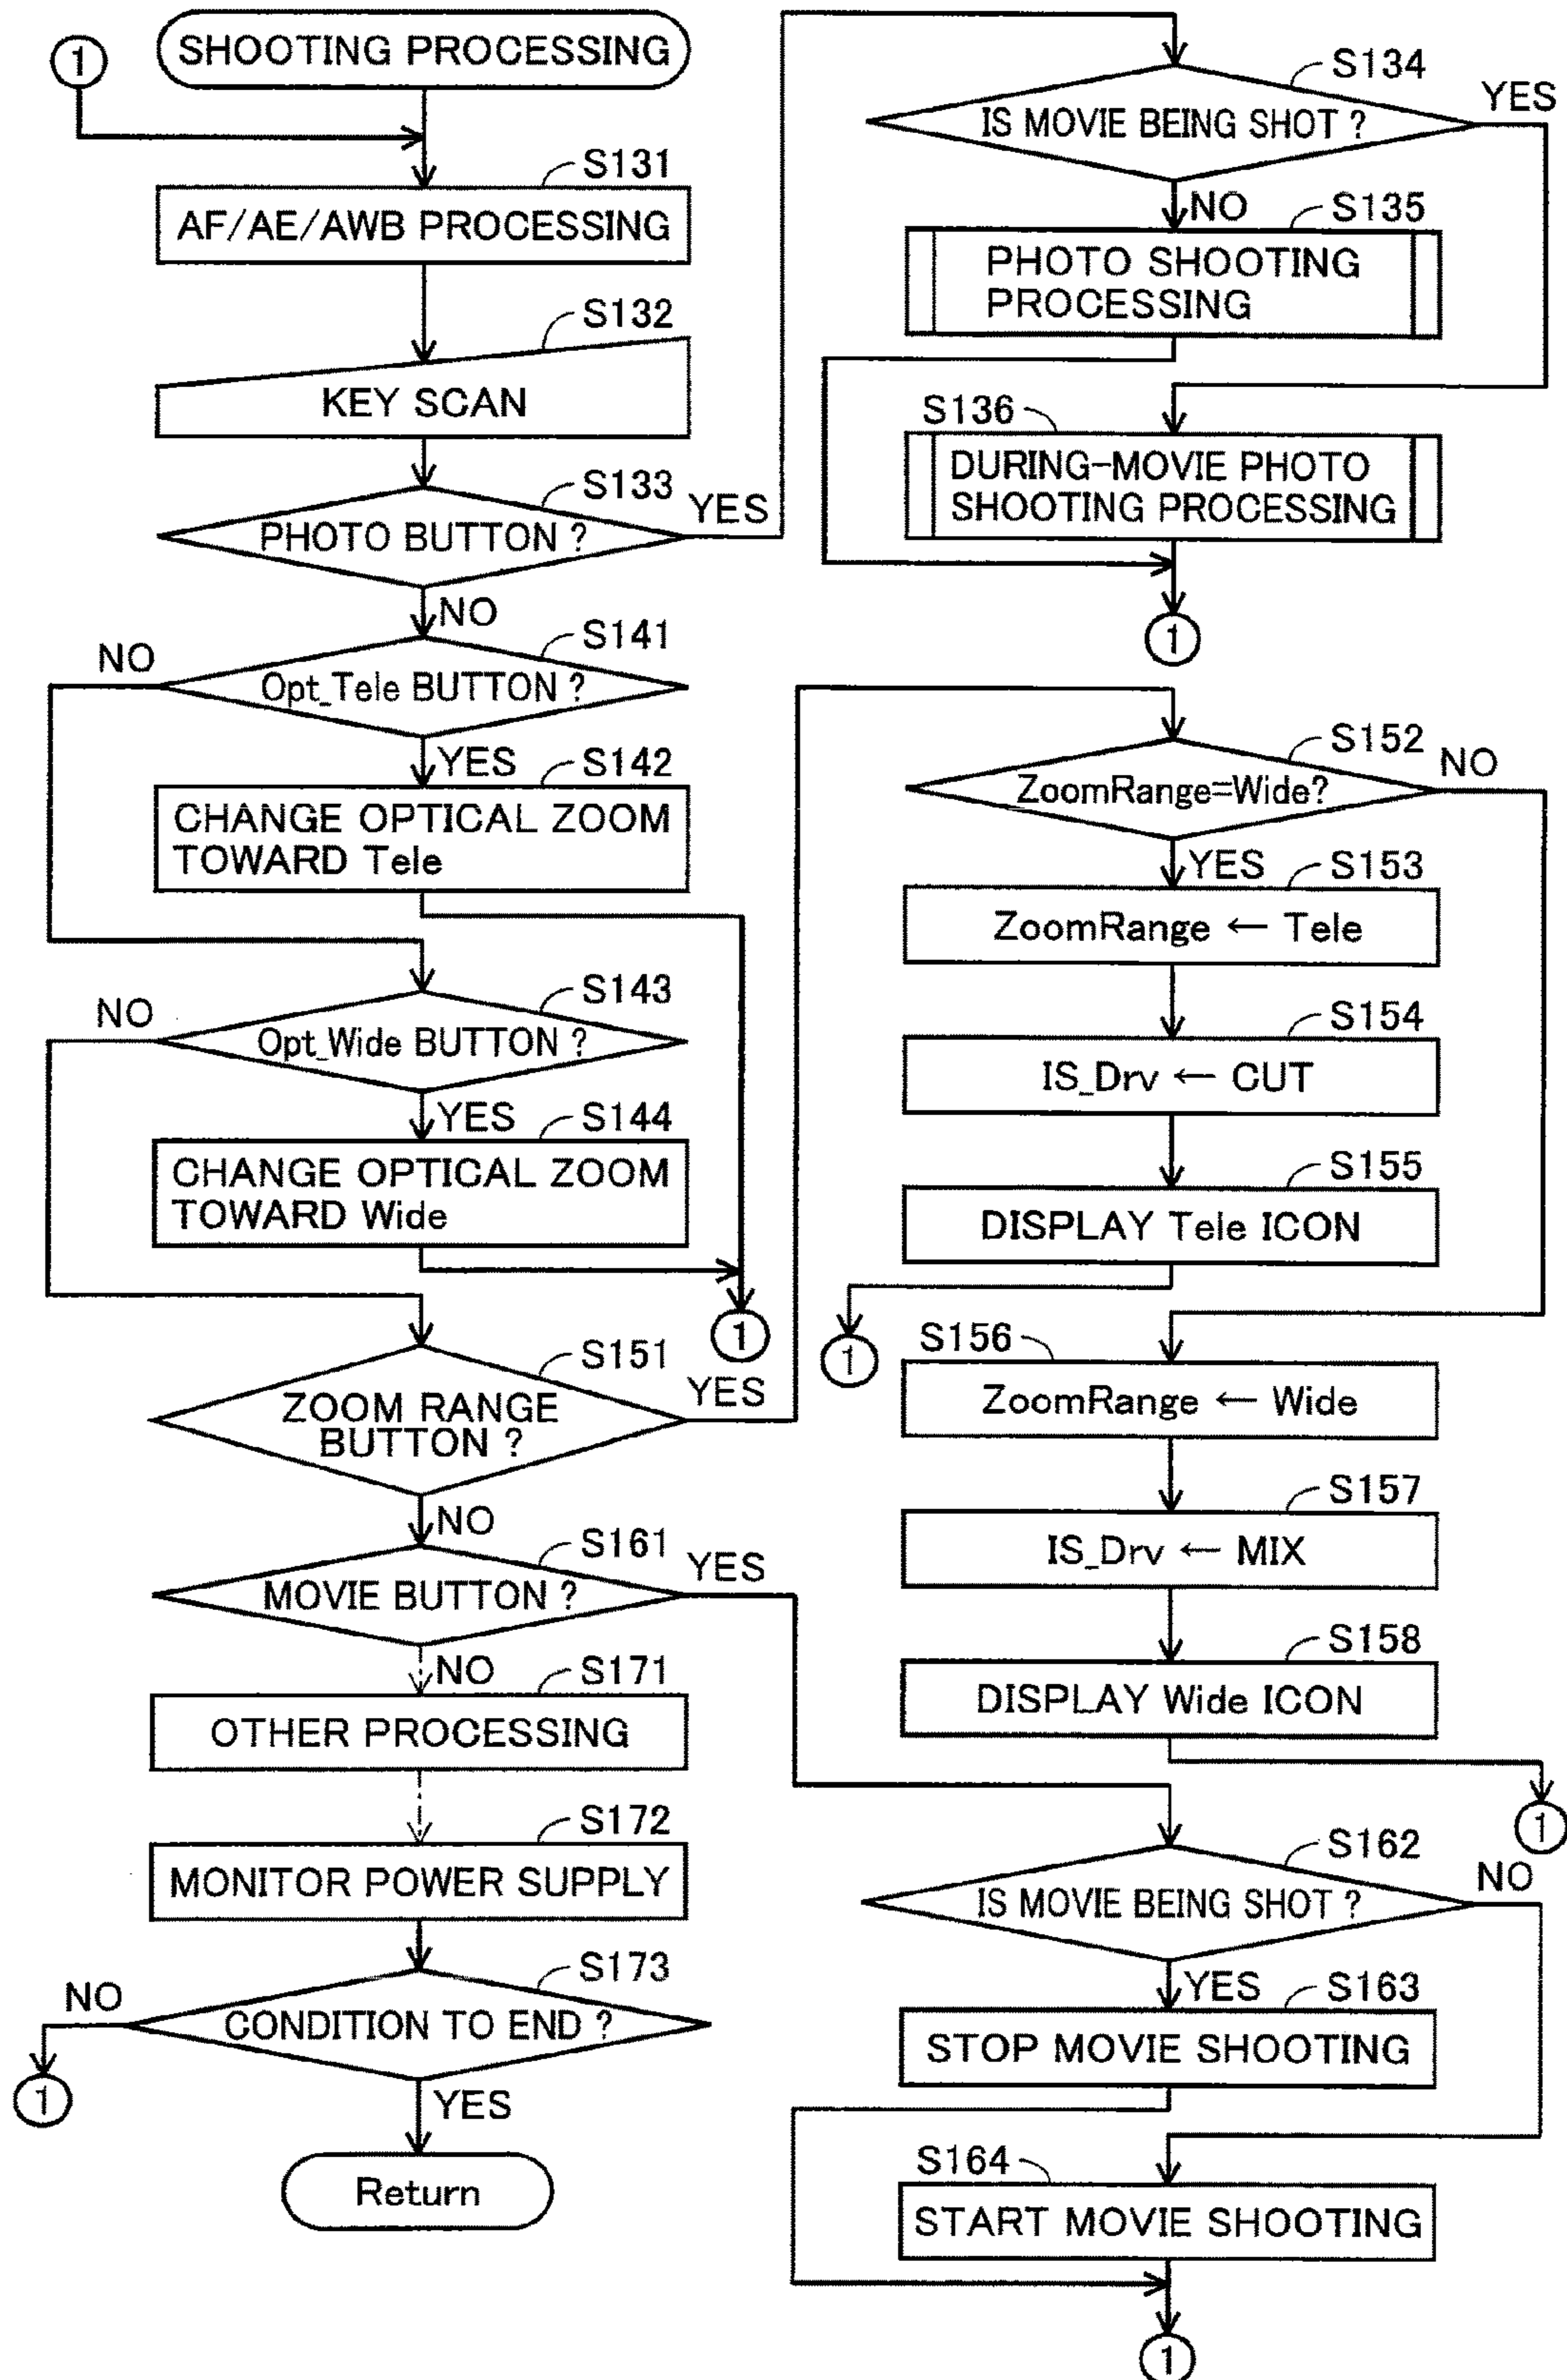 1
SHOOTING PROCESSING
S131
AF/AE/AWB PROCESSING
S132
KEY SCAN
S133
PHOTO BUTTON ?
YES
NO
S141
NO
Opt_Tele BUTTON ?
YES
S142
CHANGE OPTICAL ZOOM
TOWARD Tele
S143
NO
Opt_Wide BUTTON ?
YES
S144
CHANGE OPTICAL ZOOM
TOWARD Wide
1
S151
YES
ZOOM RANGE
BUTTON ?
NO
S161
YES
MOVIE BUTTON ?
NO
S171
OTHER PROCESSING
S172
MONITOR POWER SUPPLY
S173
NO
CONDITION TO END ?
1
YES
Return
S134
YES
IS MOVIE BEING SHOT ?
NO
S135
PHOTO SHOOTING
PROCESSING
S136
DURING-MOVIE PHOTO
SHOOTING PROCESSING
1
S152
NO
ZoomRange=Wide?
YES
S153
ZoomRange ← Tele
S154
IS_Drv ← CUT
S155
DISPLAY Tele ICON
1
S156
ZoomRange ← Wide
S157
IS_Drv ← MIX
S158
DISPLAY Wide ICON
1
S162
NO
IS MOVIE BEING SHOT ?
YES
S163
STOP MOVIE SHOOTING
S164
START MOVIE SHOOTING
1